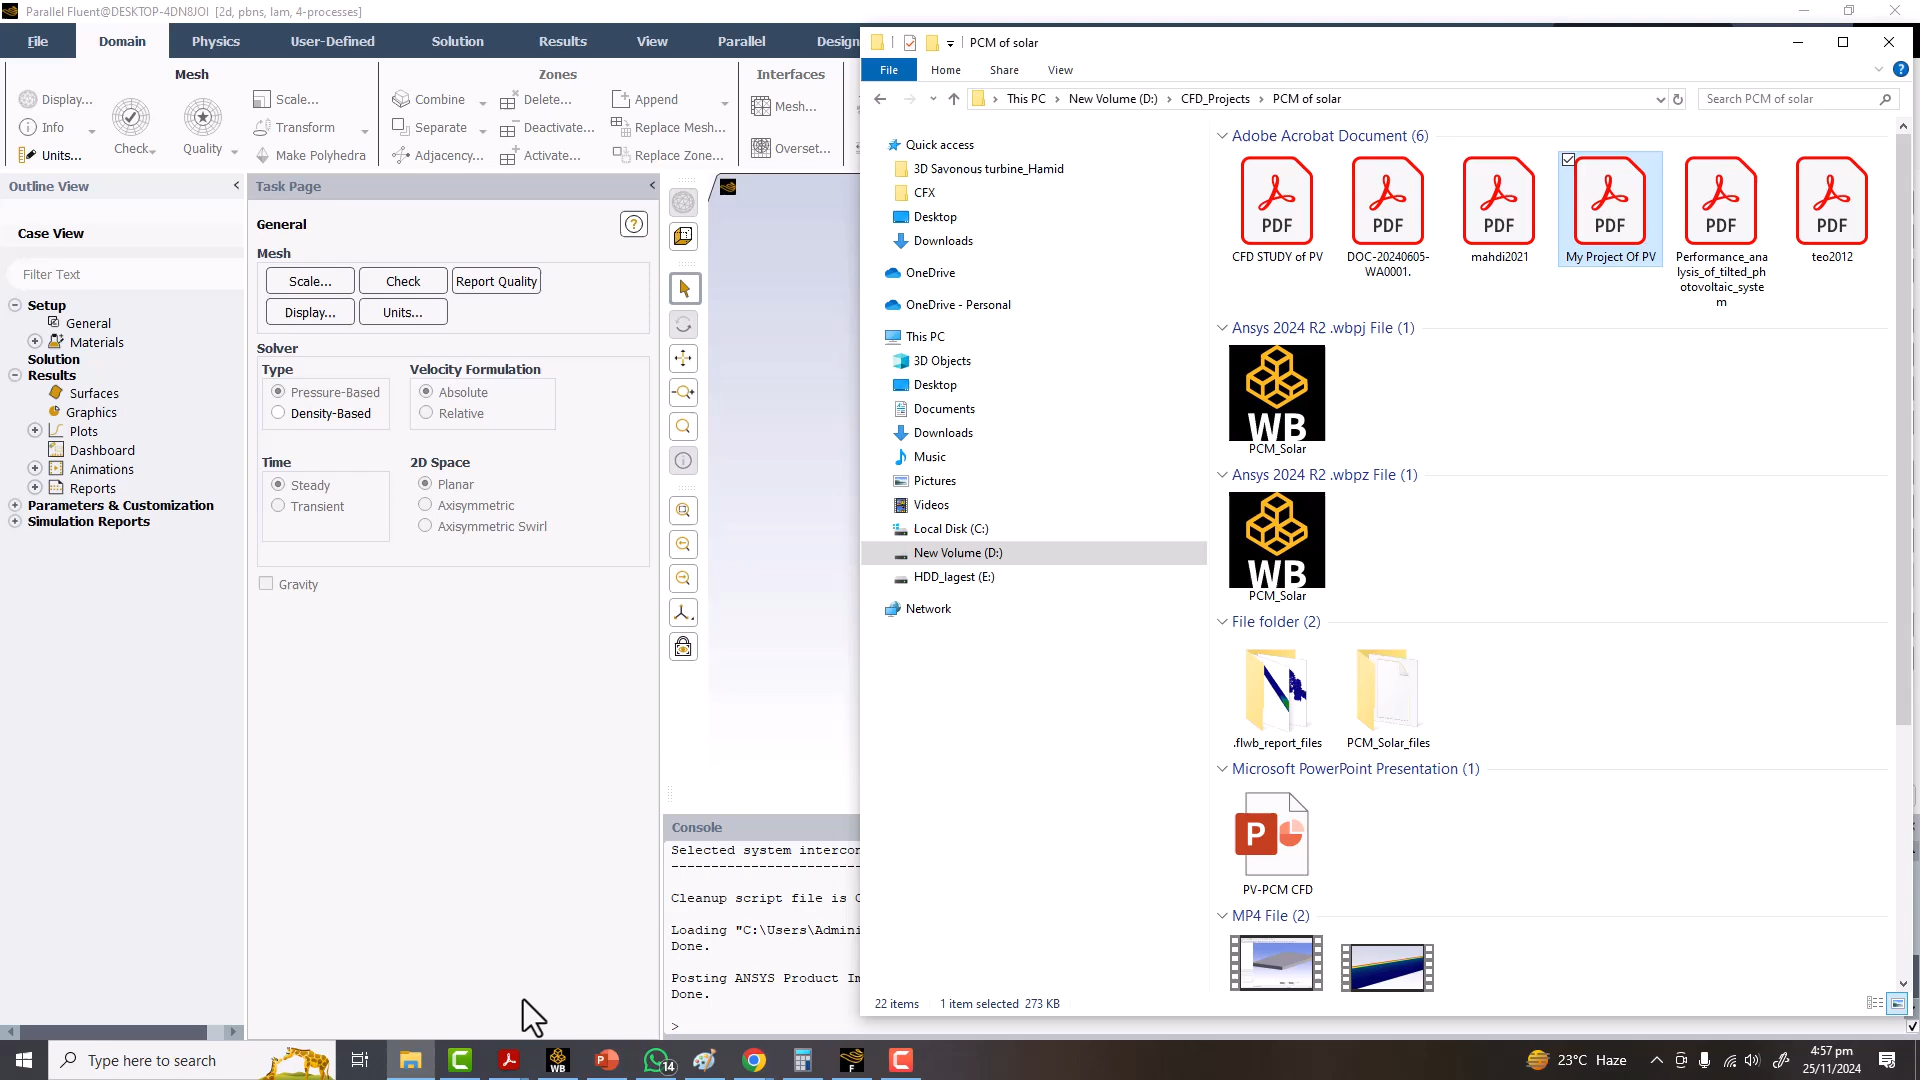 Parallel Fluent@DESKTOP-4DN8JOI [2d, pbns, lam, 4-processes]
File Domain Physics User-Defined Solution Results View Parallel Design
Mesh
Display...
Info
Units...
Check
Quality
Scale...
Transform
Make Polyhedra
Zones
Combine
Separate
Adjacency...
Delete...
Deactivate...
Activate...
Append
Replace Mesh...
Replace Zone...
Interfaces
Mesh...
Overset...
Outline View
Case View
Filter Text
Setup
General
Materials
Solution
Results
Surfaces
Graphics
Plots
Dashboard
Animations
Reports
Parameters & Customization
Simulation Reports
Task Page
General
?
Mesh
Scale... Check Report Quality
Display... Units...
Solver
Type
Pressure-Based
Density-Based
Velocity Formulation
Absolute
Relative
Time
Steady
Transient
2D Space
Planar
Axisymmetric
Axisymmetric Swirl
Gravity
Console
Selected system intercon
Cleanup script file is C
Loading "C:\Users\Admini
Done.
Posting ANSYS Product Im
Done.
>
PCM of solar
File Home Share View
This PC New Volume (D:) CFD_Projects PCM of solar
Search PCM of solar
Quick access
3D Savonous turbine_Hamid
CFX
Desktop
Downloads
OneDrive
OneDrive - Personal
This PC
3D Objects
Desktop
Documents
Downloads
Music
Pictures
Videos
Local Disk (C:)
New Volume (D:)
HDD_lagest (E:)
Network
Adobe Acrobat Document (6)
PDF PDF PDF PDF PDF PDF
CFD STUDY of PV
DOC-20240605-
WA0001.
mahdi2021
My Project Of PV
Performance_ana
lysis_of_tilted_ph
otovoltaic_syste
m
teo2012
Ansys 2024 R2 .wbpj File (1)
WB
PCM_Solar
Ansys 2024 R2 .wbpz File (1)
WB
PCM_Solar
File folder (2)
.flwb_report_files
PCM_Solar_files
Microsoft PowerPoint Presentation (1)
P
PV-PCM CFD
MP4 File (2)
22 items 1 item selected 273 KB
Type here to search
WB
14
F
23°C Haze
4:57 pm
25/11/2024